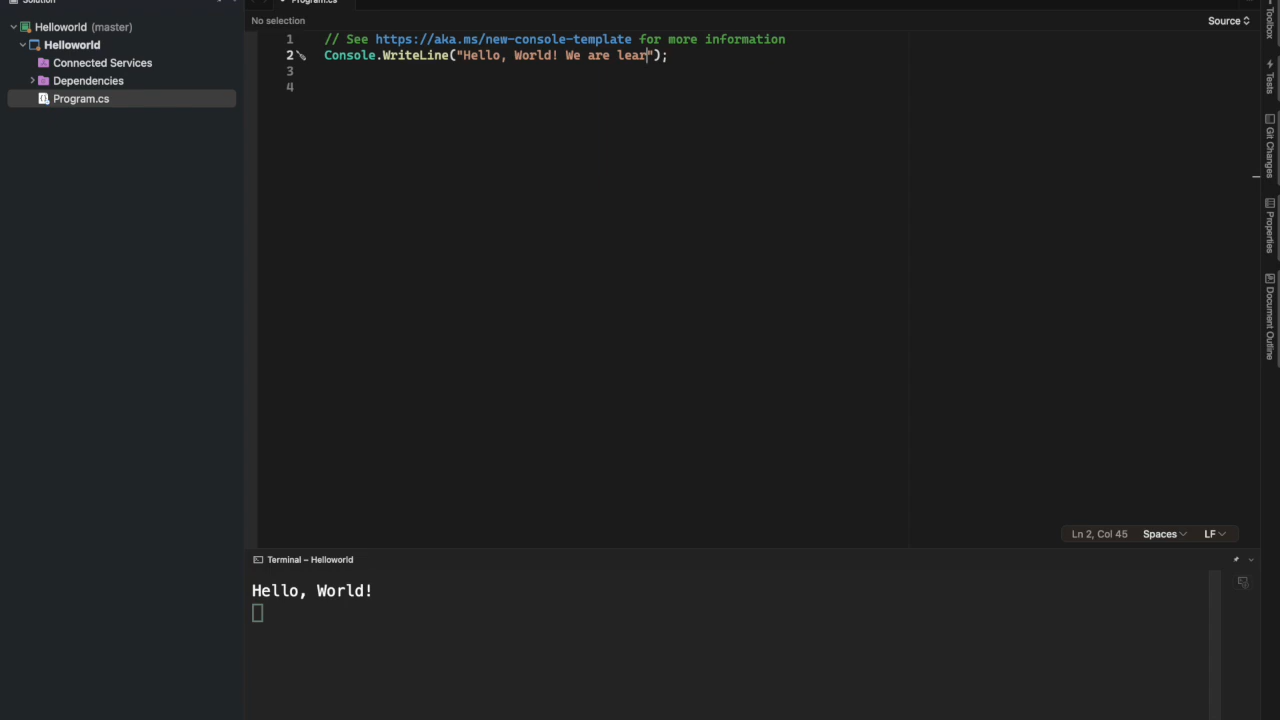 Solution
Program.cs
Helloworld (master)
Helloworld
Connected Services
Dependencies
Program.cs
No selection
Source
1 // See https://aka.ms/new-console-template for more information
2 Console.WriteLine("Hello, World! We are lear");
3
4
Ln 2, Col 45 Spaces LF
Terminal – Helloworld
Hello, World!
Toolbox
Tests
Git Changes
Properties
Document Outline